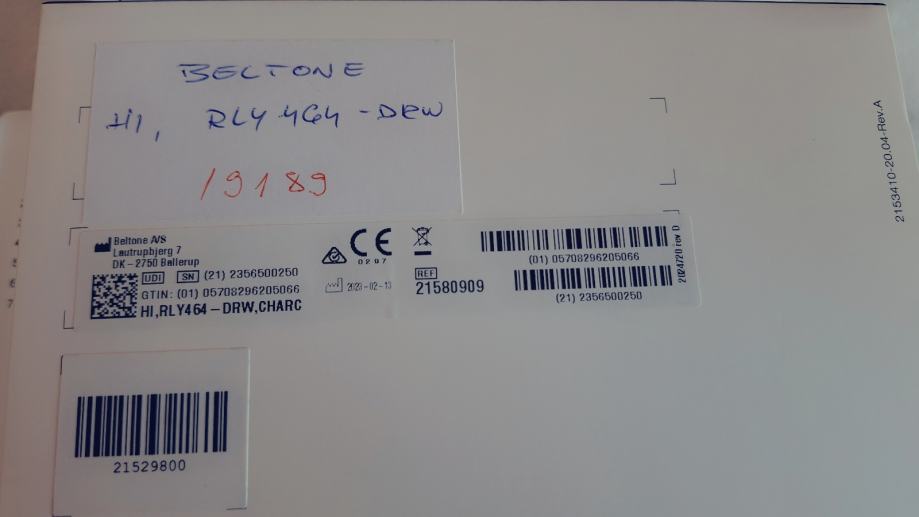 BELTONE
HI, RLY 464 - DRW
19189
2153410-20.04-Rev.A
Beltone A/S
Lautrupbjerg 7
DK-2750 Ballerup
UDI SN (21) 2356500250
GTIN: (01) 05708296205066
HI,RLY464-DRW,CHARC
CE
0297
2023-02-13
REF
21580909
(01) 05708296205066
(21) 2356500250
2024720 rev D
21529800